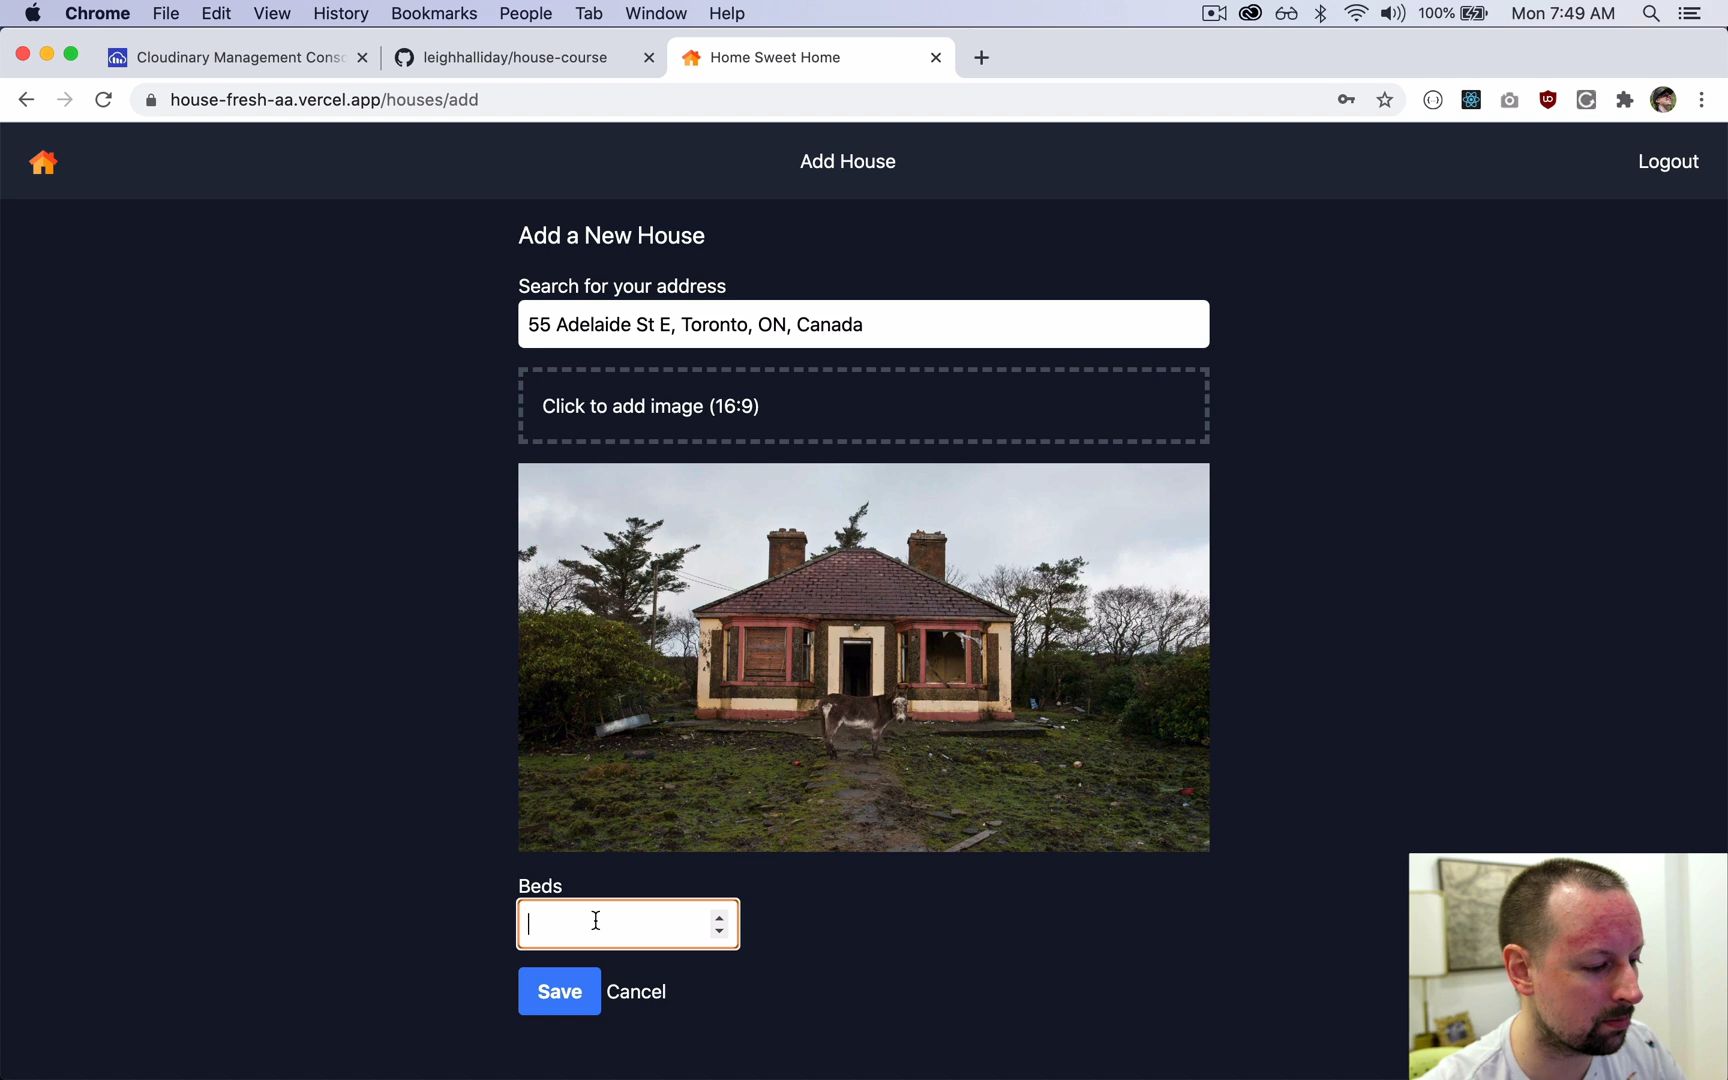 Chrome File Edit View History Bookmarks People Tab Window Help 100% Mon 7:49 AM
Cloudinary Management Conso leighhalliday/house-course Home Sweet Home
house-fresh-aa.vercel.app/houses/add
Add House Logout
Add a New House
Search for your address
55 Adelaide St E, Toronto, ON, Canada
Click to add image (16:9)
Beds
Save Cancel